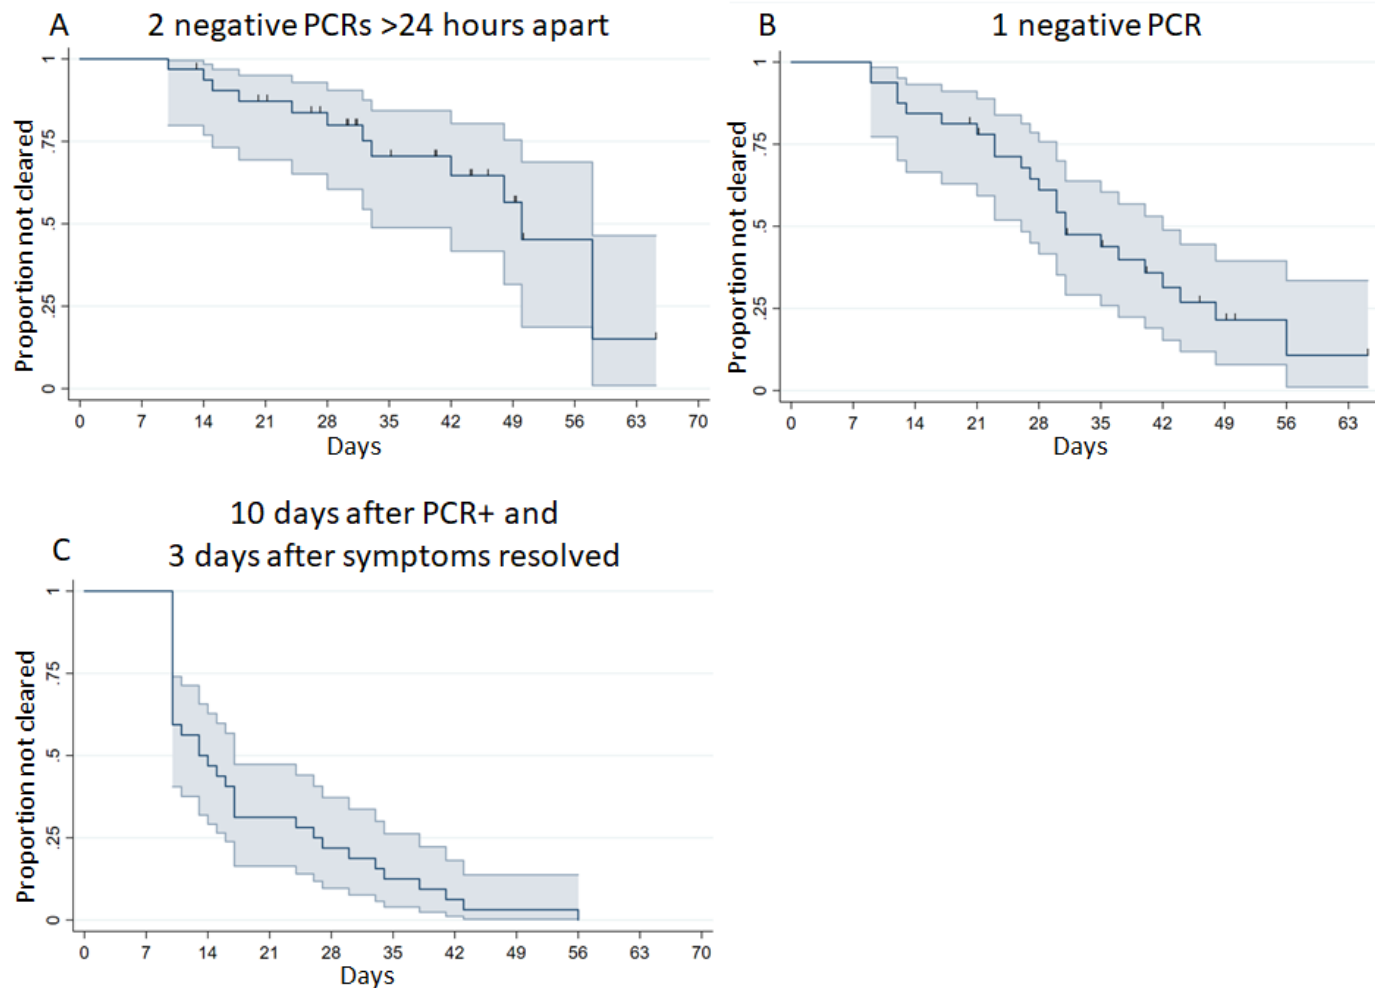 A
2 negative PCRs >24 hours apart
Proportion not cleared
1
.75
.5
.25
0
0 7 14 21 28 35 42 49 56 63 70
Days
B
1 negative PCR
Proportion not cleared
1
.75
.5
.25
0
0 7 14 21 28 35 42 49 56 63
Days
C
10 days after PCR+ and
3 days after symptoms resolved
Proportion not cleared
1
.75
.5
.25
0
0 7 14 21 28 35 42 49 56 63 70
Days